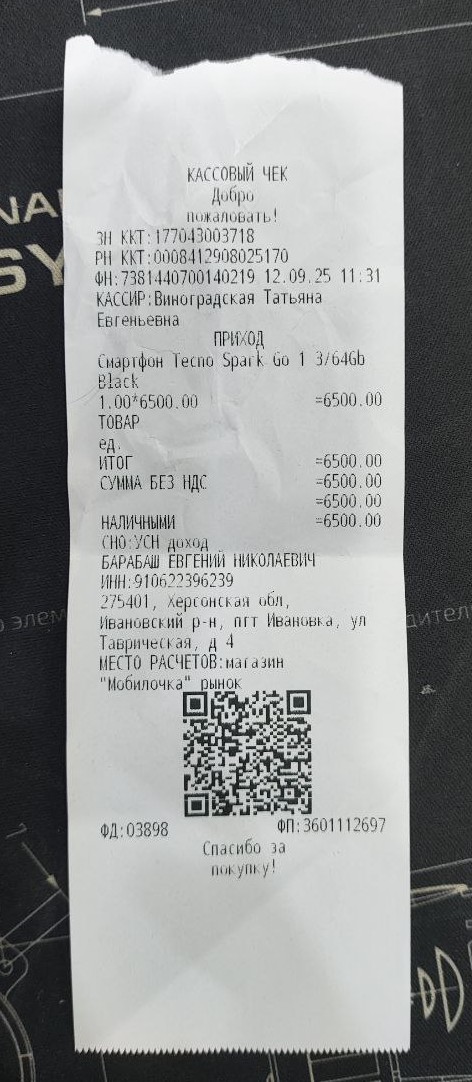 КАССОВЫЙ ЧЕК
Добро
пожаловать!
ЗН ККТ:177043003718
РН ККТ:0008412908025170
ФН:7381440700140219 12.09.25 11:31
КАССИР:Виноградская Татьяна
Евгеньевна
ПРИХОД
Смартфон Tecno Spark Go 1 3/64Gb
Black
1.00*6500.00 =6500.00
ТОВАР
ед.
ИТОГ =6500.00
СУММА БЕЗ НДС =6500.00
=6500.00
НАЛИЧНЫМИ =6500.00
СНО:УСН доход
БАРАБАШ ЕВГЕНИЙ НИКОЛАЕВИЧ
ИНН:910622396239
275401, Херсонская обл,
Ивановский р-н, пгт Ивановка, ул
Таврическая, д 4
МЕСТО РАСЧЕТОВ:магазин
"Мобилочка" рынок
ФД:03898 ФП:3601112697
Спасибо за
покупку!